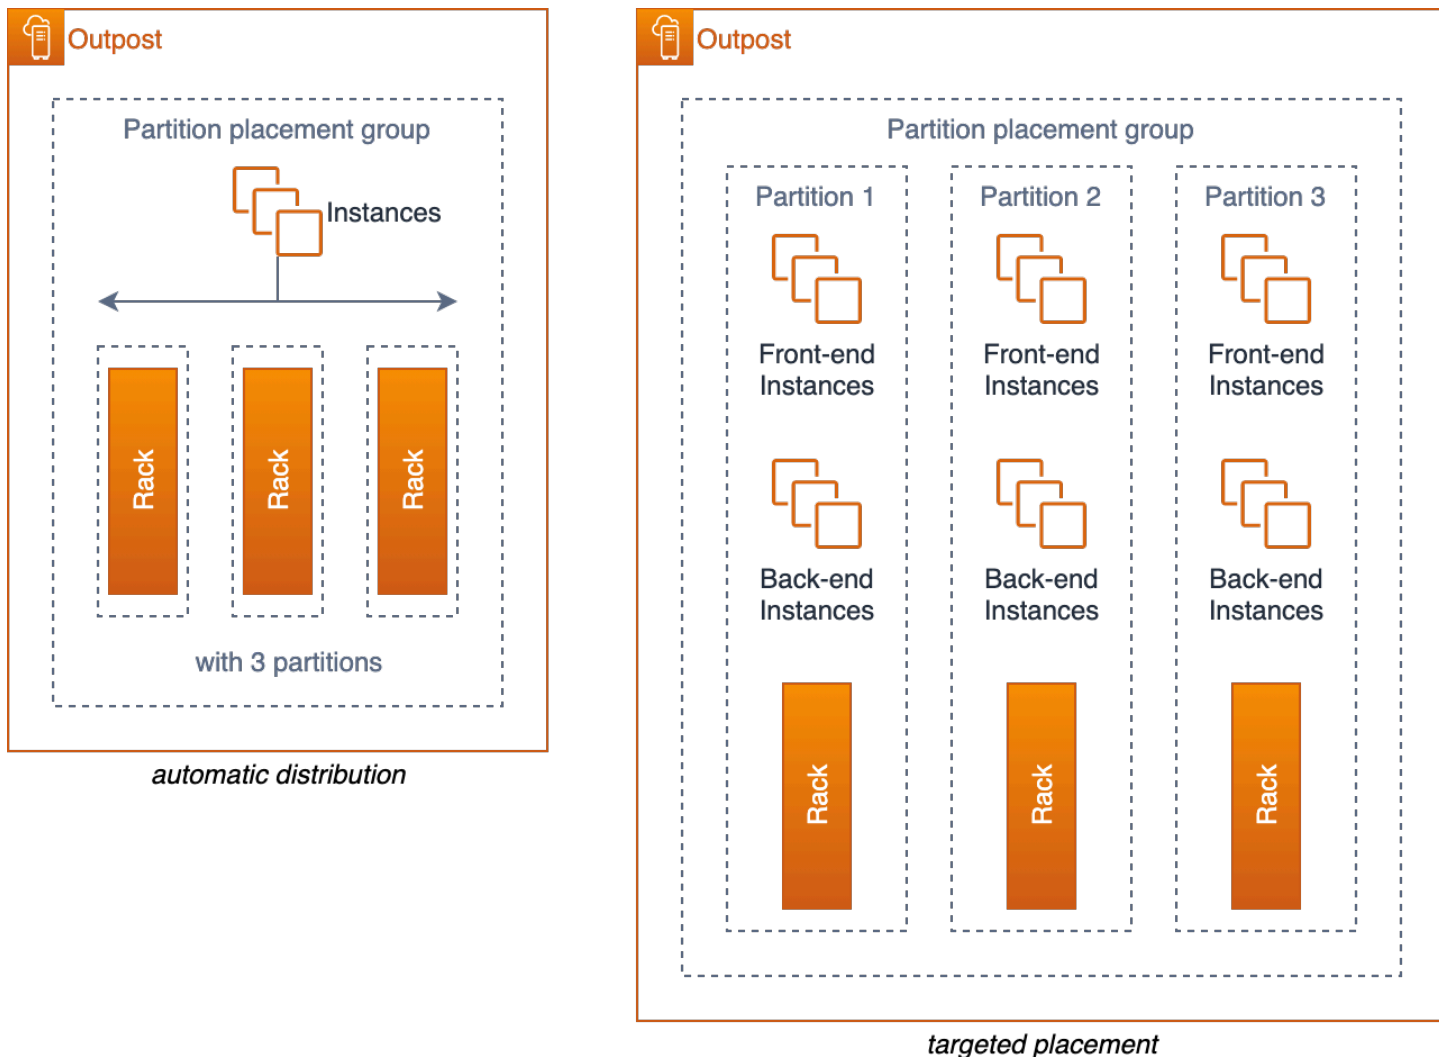 Outpost
Partition placement group
Instances
Rack
Rack
Rack
with 3 partitions
automatic distribution
Outpost
Partition placement group
Partition 1
Front-end
Instances
Back-end
Instances
Rack
Partition 2
Front-end
Instances
Back-end
Instances
Rack
Partition 3
Front-end
Instances
Back-end
Instances
Rack
targeted placement